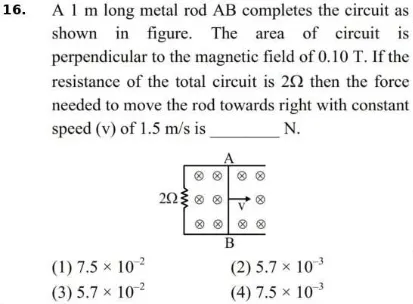 16. A 1 m long metal rod AB completes the circuit as
shown in figure. The area of circuit is
perpendicular to the magnetic field of 0.10 T. If the
resistance of the total circuit is 2Ω then the force
needed to move the rod towards right with constant
speed (v) of 1.5 m/s is ________ N.
A
2Ω
v
B
(1) 7.5 × 10⁻² (2) 5.7 × 10⁻³
(3) 5.7 × 10⁻² (4) 7.5 × 10⁻³